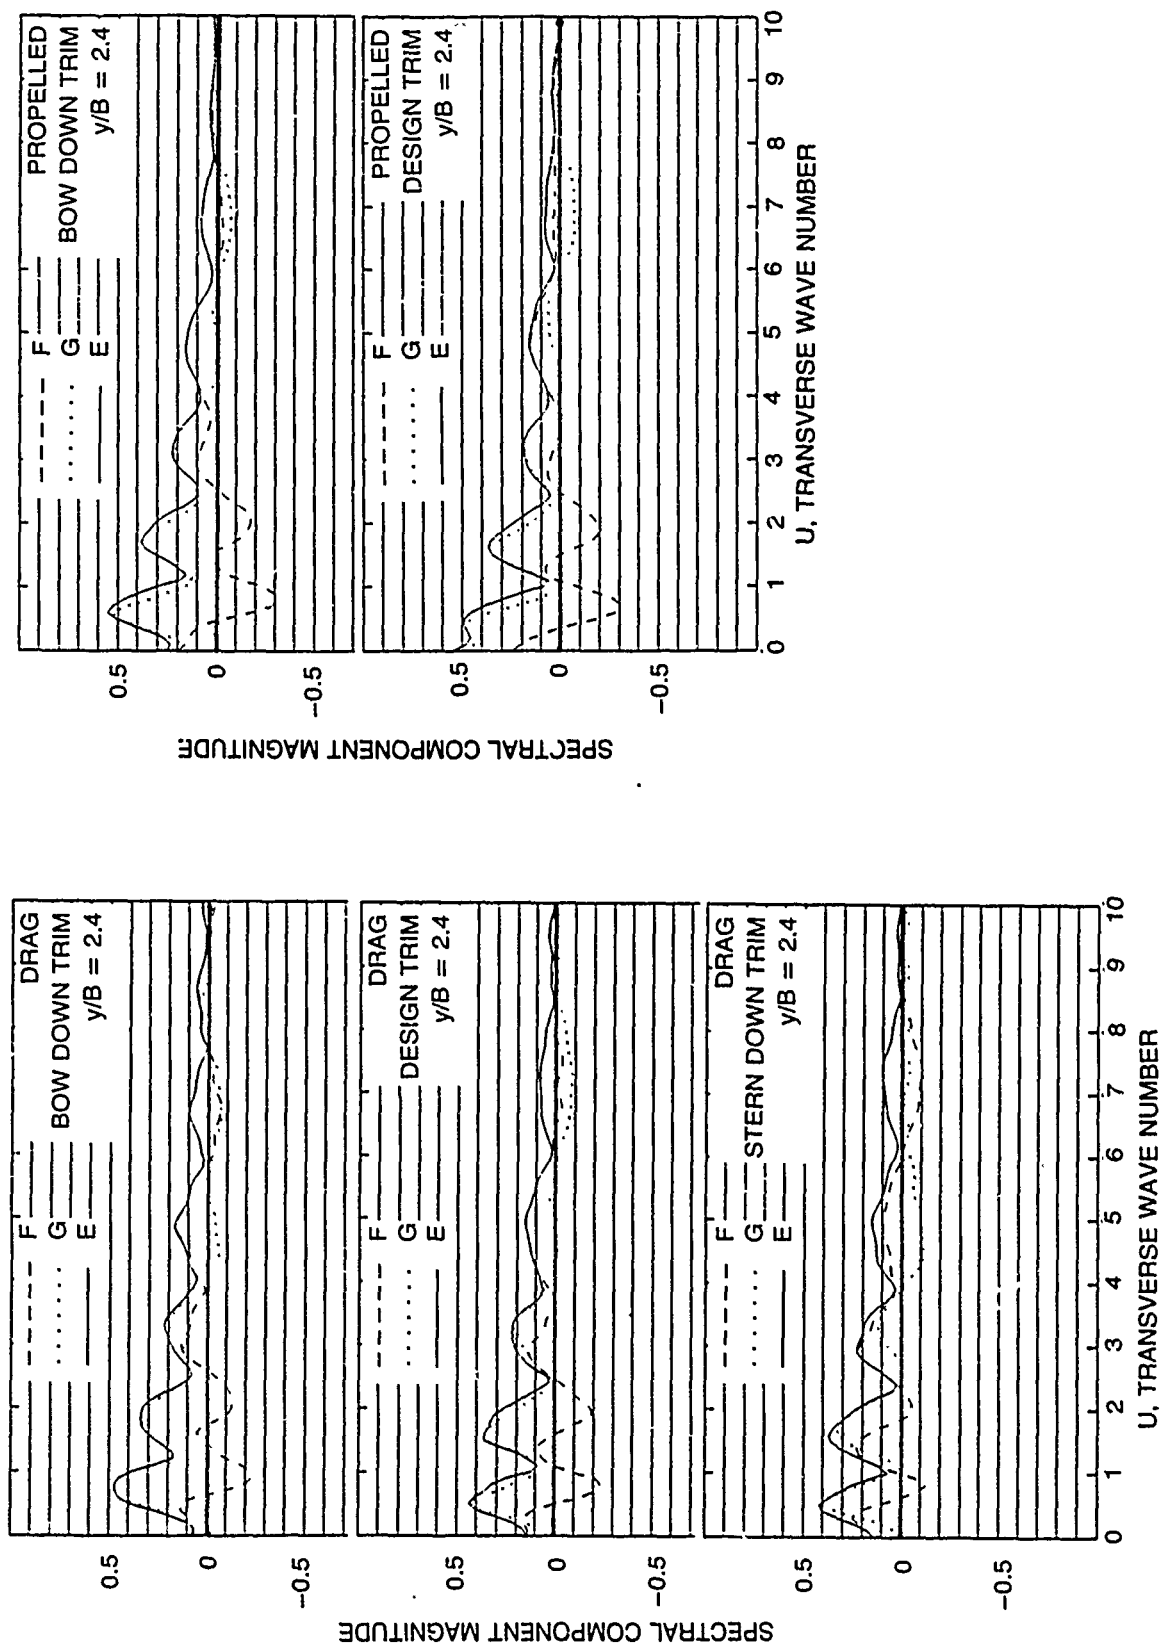 SPECTRAL COMPONENT MAGNITUDE
0.5
0
-0.5
F
G
E
DRAG
BOW DOWN TRIM
y/B = 2.4
0.5
0
-0.5
F
G
E
DRAG
DESIGN TRIM
y/B = 2.4
0.5
0
-0.5
F
G
E
DRAG
STERN DOWN TRIM
y/B = 2.4
0 1 2 3 4 5 6 7 8 9 10
U, TRANSVERSE WAVE NUMBER
SPECTRAL COMPONENT MAGNITUDE
0.5
0
-0.5
F
G
E
PROPELLED
BOW DOWN TRIM
y/B = 2.4
0.5
0
-0.5
F
G
E
PROPELLED
DESIGN TRIM
y/B = 2.4
0 1 2 3 4 5 6 7 8 9 10
U, TRANSVERSE WAVE NUMBER